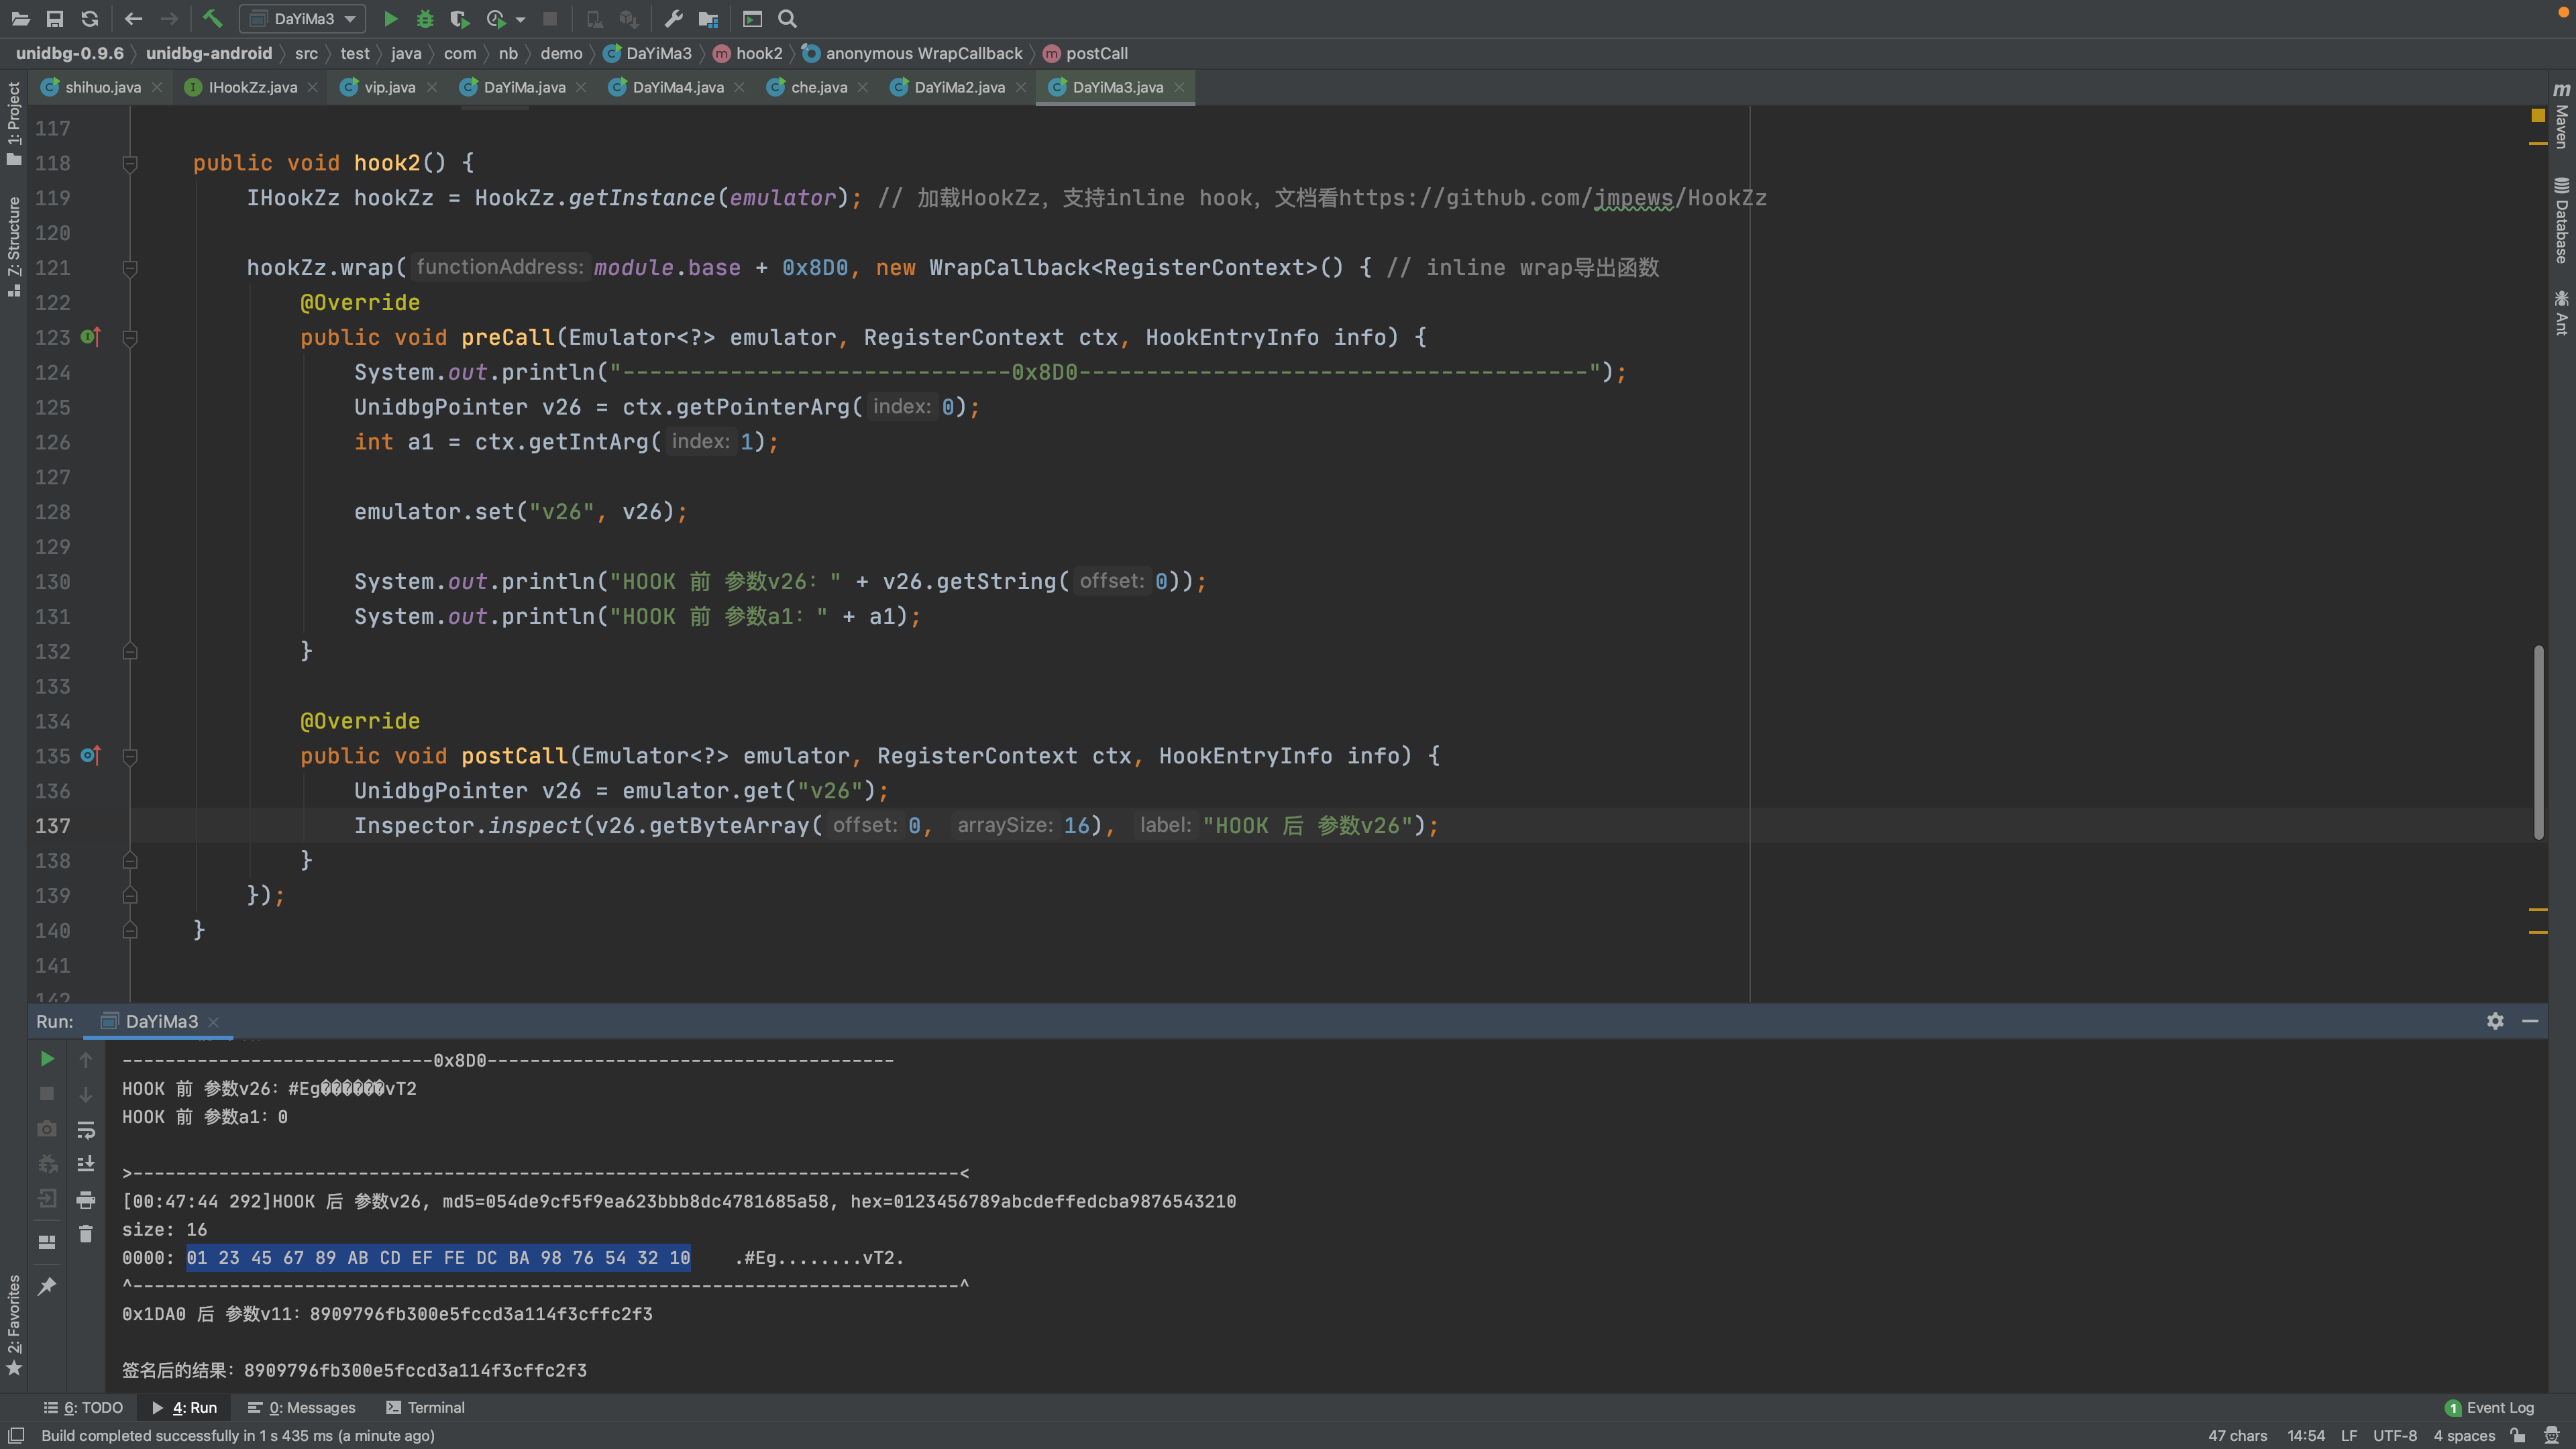 DaYiMa3
unidbg-0.9.6 unidbg-android src test java com nb demo DaYiMa3 hook2 anonymous WrapCallback postCall
shihuo.java IHookZz.java vip.java DaYiMa.java DaYiMa4.java che.java DaYiMa2.java DaYiMa3.java
1: Project
7: Structure
2: Favorites
Maven
Database
Ant
117
118 public void hook2() {
119 IHookZz hookZz = HookZz.getInstance(emulator); // 加载HookZz，支持inline hook，文档看https://github.com/jmpews/HookZz
120
121 hookZz.wrap( functionAddress: module.base + 0x8D0, new WrapCallback<RegisterContext>() { // inline wrap导出函数
122 @Override
123 public void preCall(Emulator<?> emulator, RegisterContext ctx, HookEntryInfo info) {
124 System.out.println("-----------------------------0x8D0--------------------------------------");
125 UnidbgPointer v26 = ctx.getPointerArg( index: 0);
126 int a1 = ctx.getIntArg( index: 1);
127
128 emulator.set("v26", v26);
129
130 System.out.println("HOOK 前 参数v26：" + v26.getString( offset: 0));
131 System.out.println("HOOK 前 参数a1：" + a1);
132 }
133
134 @Override
135 public void postCall(Emulator<?> emulator, RegisterContext ctx, HookEntryInfo info) {
136 UnidbgPointer v26 = emulator.get("v26");
137 Inspector.inspect(v26.getByteArray( offset: 0, arraySize: 16), label: "HOOK 后 参数v26");
138 }
139 });
140 }
141
142
Run: DaYiMa3
-----------------------------0x8D0--------------------------------------
HOOK 前 参数v26：#Eg������vT2
HOOK 前 参数a1：0
>-----------------------------------------------------------------------------<
[00:47:44 292]HOOK 后 参数v26, md5=054de9cf5f9ea623bbb8dc4781685a58, hex=0123456789abcdeffedcba9876543210
size: 16
0000: 01 23 45 67 89 AB CD EF FE DC BA 98 76 54 32 10 .#Eg........vT2.
^-----------------------------------------------------------------------------^
0x1DA0 后 参数v11：8909796fb300e5fccd3a114f3cffc2f3
签名后的结果：8909796fb300e5fccd3a114f3cffc2f3
6: TODO 4: Run 0: Messages Terminal 1 Event Log
Build completed successfully in 1 s 435 ms (a minute ago) 47 chars 14:54 LF UTF-8 4 spaces